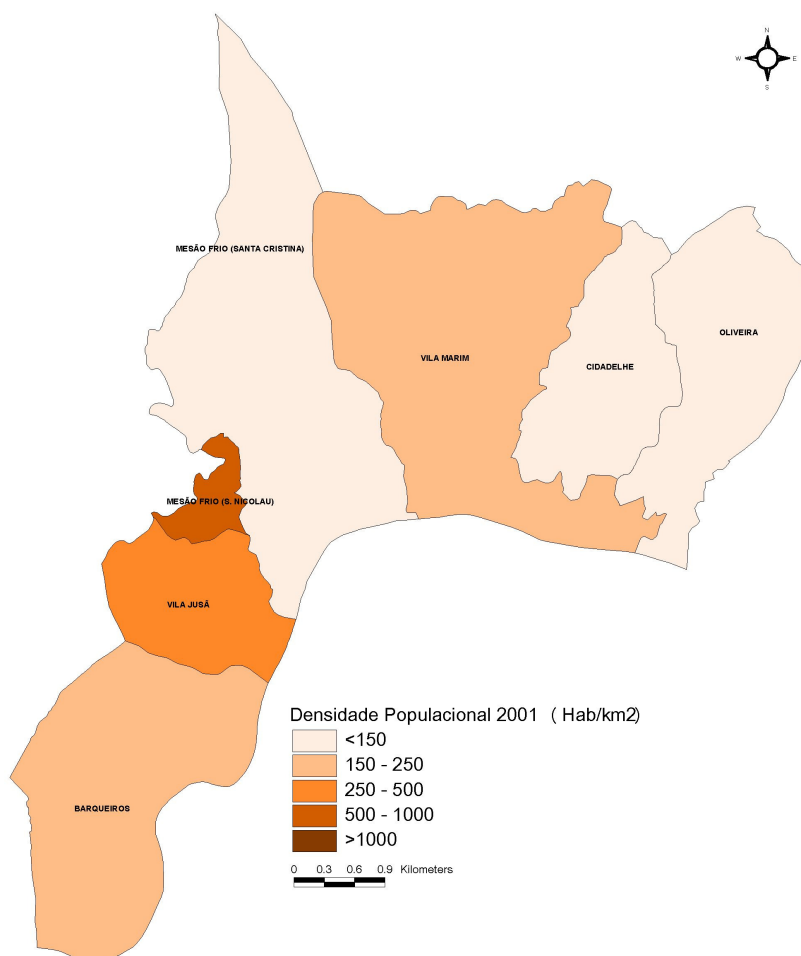 N
W E
S
MESÃO FRIO (SANTA CRISTINA)
OLIVEIRA
VILA MARIM
CIDADELHE
MESÃO FRIO (S. NICOLAU)
VILA JUSÃ
BARQUEIROS
Densidade Populacional 2001 ( Hab/km2)
<150
150 - 250
250 - 500
500 - 1000
>1000
0 0.3 0.6 0.9 Kilometers